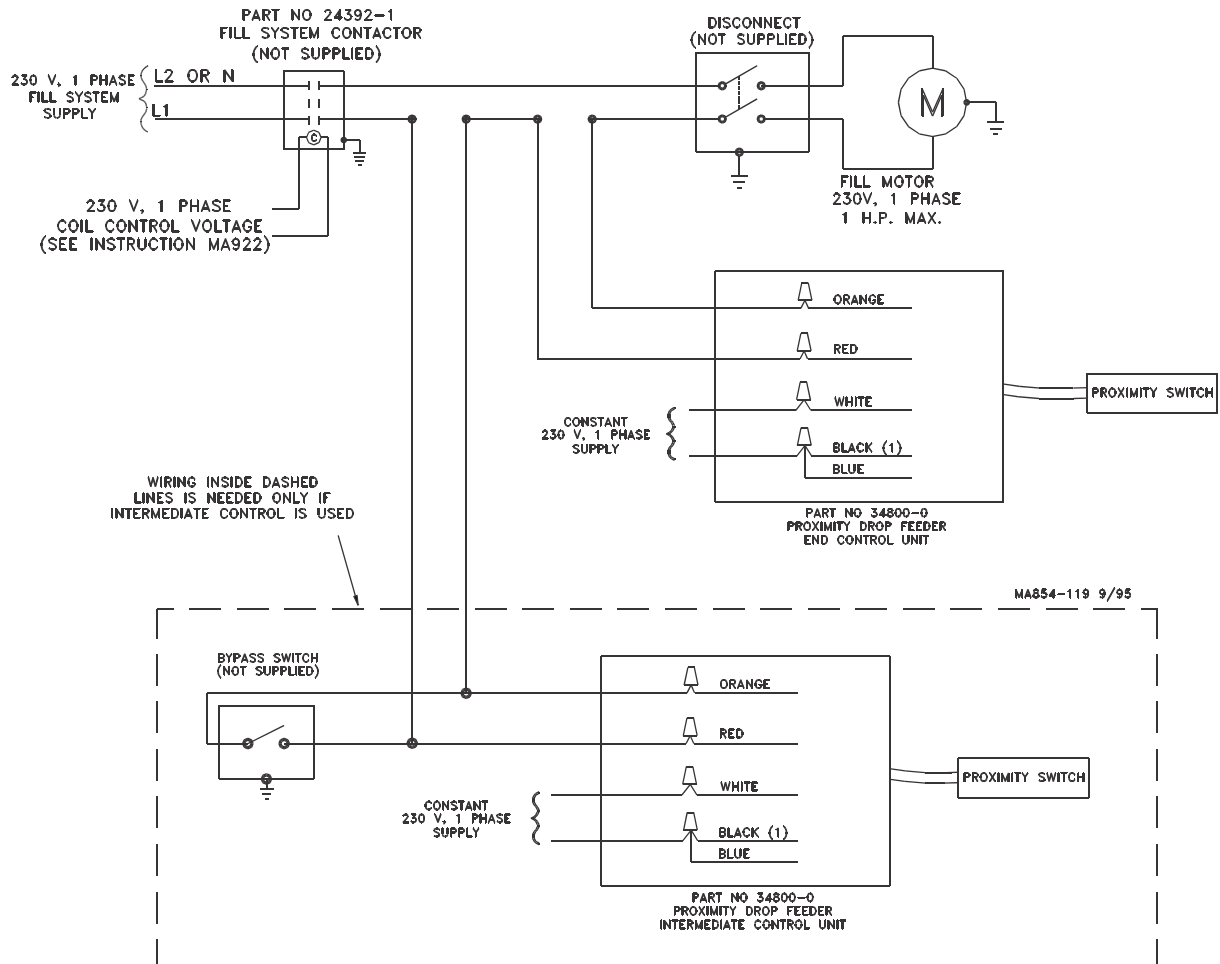 PART NO 24392-1
FILL SYSTEM CONTACTOR
(NOT SUPPLIED)
DISCONNECT
(NOT SUPPLIED)
230 V, 1 PHASE
FILL SYSTEM
SUPPLY
L2 OR N
L1
C
M
230 V, 1 PHASE
COIL CONTROL VOLTAGE
(SEE INSTRUCTION MA922)
FILL MOTOR
230V, 1 PHASE
1 H.P. MAX.
ORANGE
RED
WHITE
BLACK (1)
BLUE
CONSTANT
230 V, 1 PHASE
SUPPLY
PROXIMITY SWITCH
PART NO 34800-0
PROXIMITY DROP FEEDER
END CONTROL UNIT
WIRING INSIDE DASHED
LINES IS NEEDED ONLY IF
INTERMEDIATE CONTROL IS USED
MA854-119 9/95
BYPASS SWITCH
(NOT SUPPLIED)
ORANGE
RED
WHITE
BLACK (1)
BLUE
CONSTANT
230 V, 1 PHASE
SUPPLY
PROXIMITY SWITCH
PART NO 34800-0
PROXIMITY DROP FEEDER
INTERMEDIATE CONTROL UNIT